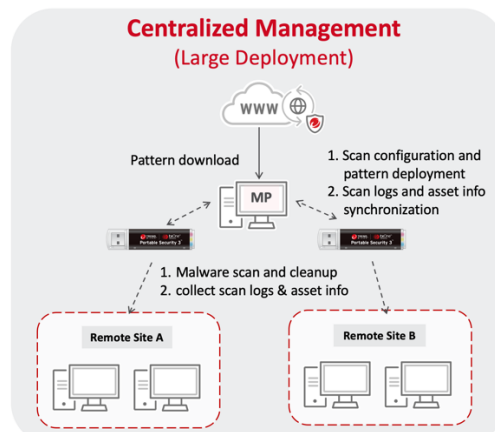 Centralized Management
(Large Deployment)
WWW
Pattern download
1. Scan configuration and
pattern deployment
2. Scan logs and asset info
synchronization
MP
Portable Security 3
Portable Security 3
1. Malware scan and cleanup
2. collect scan logs & asset info
Remote Site A
Remote Site B